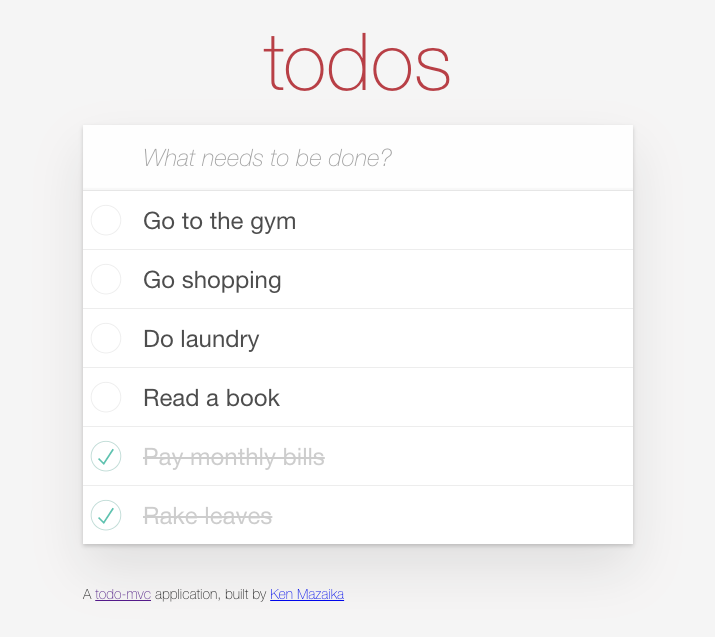 todos
What needs to be done?
Go to the gym
Go shopping
Do laundry
Read a book
Pay monthly bills
Rake leaves
A todo-mvc application, built by Ken Mazaika